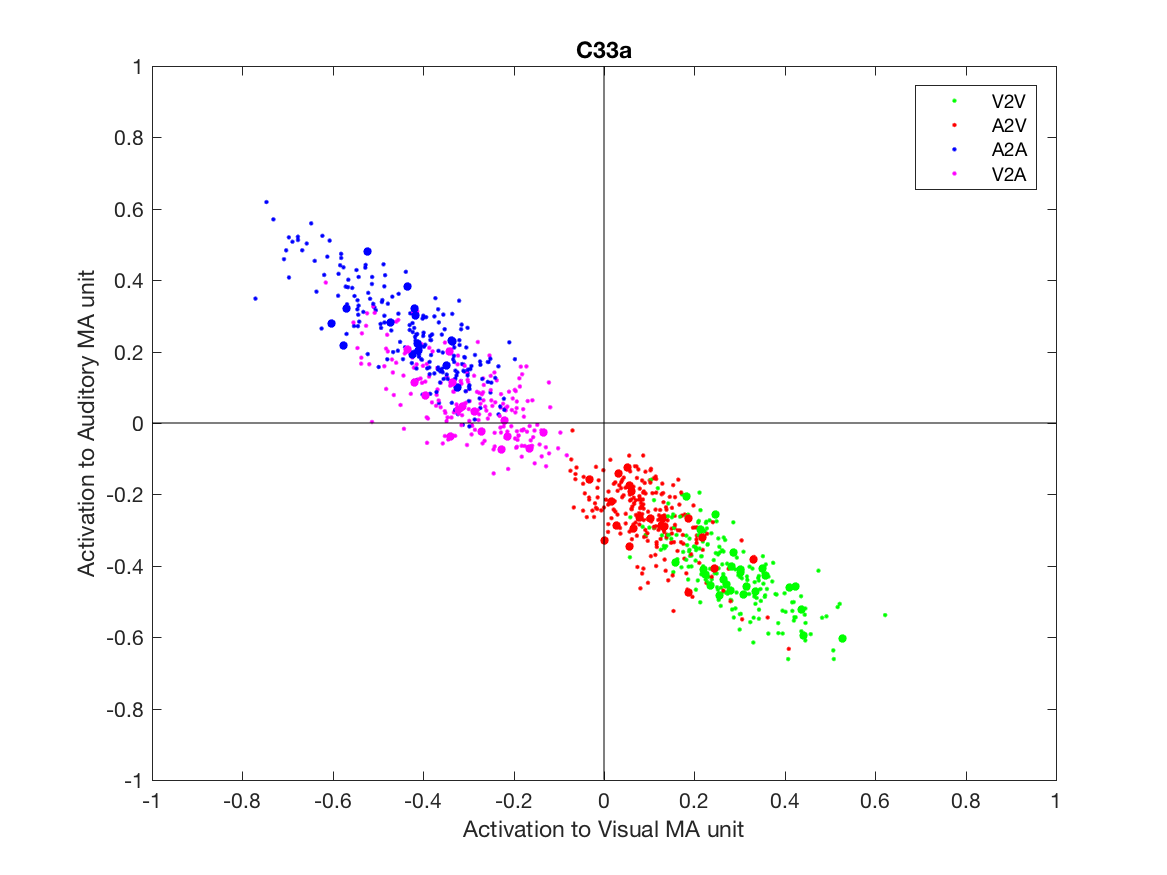 C33a
1
0.8
0.6
0.4
0.2
0
-0.2
-0.4
-0.6
-0.8
-1
Activation to Auditory MA unit
V2V
A2V
A2A
V2A
-1 -0.8 -0.6 -0.4 -0.2 0 0.2 0.4 0.6 0.8 1
Activation to Visual MA unit